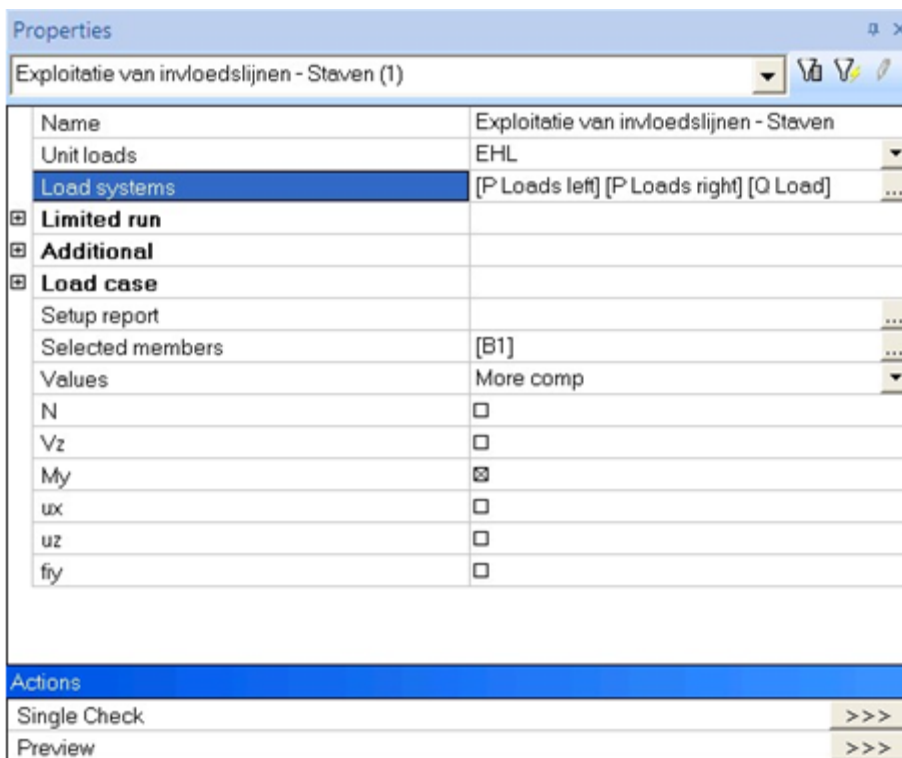 Properties
Exploitatie van invloedslijnen - Staven (1)
Name Exploitatie van invloedslijnen - Staven
Unit loads EHL
Load systems [P Loads left] [P Loads right] [Q Load] ...
Limited run
Additional
Load case
Setup report ...
Selected members [B1] ...
Values More comp
N
Vz
My
ux
uz
fiy
Actions
Single Check >>>
Preview >>>